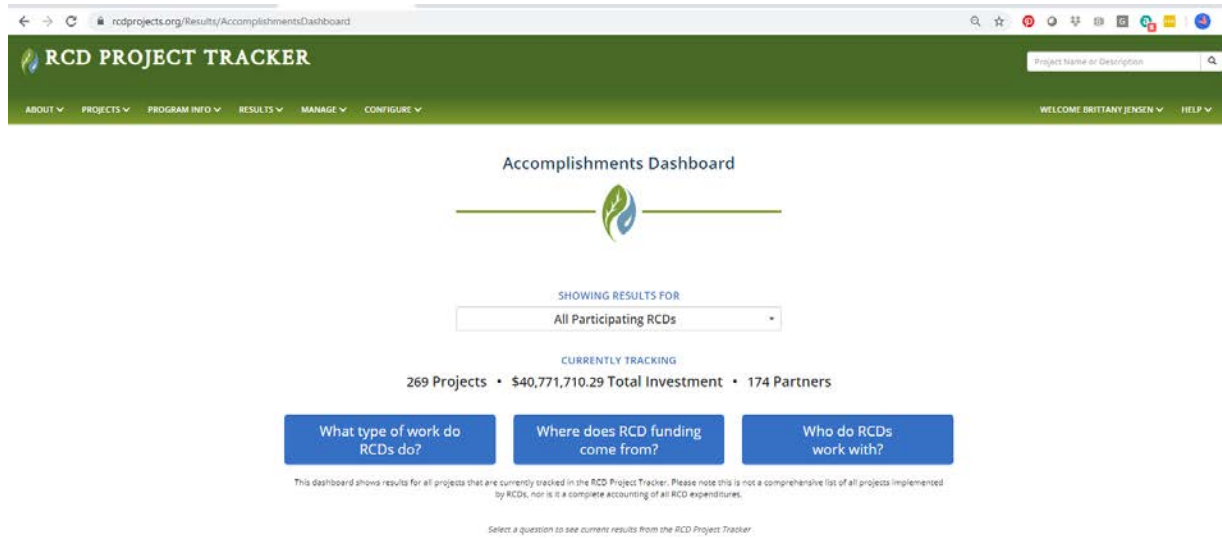 rcdprojects.org/Results/AccomplishmentsDashboard
RCD PROJECT TRACKER
Project Name or Description
ABOUT PROJECTS PROGRAM INFO RESULTS MANAGE CONFIGURE WELCOME BRITTANY JENSEN HELP
Accomplishments Dashboard
SHOWING RESULTS FOR
All Participating RCDs
CURRENTLY TRACKING
269 Projects • $40,771,710.29 Total Investment • 174 Partners
What type of work do Where does RCD funding Who do RCDs
RCDs do? come from? work with?
This dashboard shows results for all projects that are currently tracked in the RCD Project Tracker. Please note this is not a comprehensive list of all projects implemented
by RCDs, nor is it a complete accounting of all RCD expenditures.
Select a question to see current results from the RCD Project Tracker